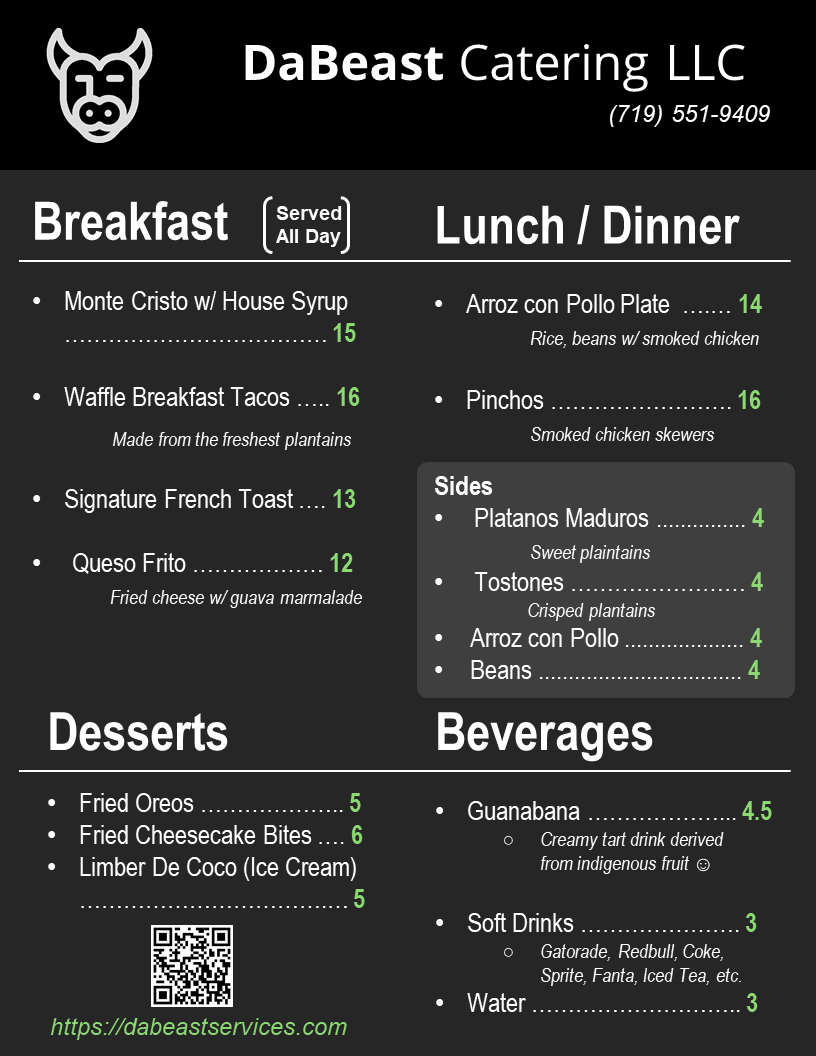 DaBeast Catering LLC
(719) 551-9409
Breakfast
Served
All Day
• Monte Cristo w/ House Syrup
……………………………… 15
• Waffle Breakfast Tacos ….. 16
Made from the freshest plantains
• Signature French Toast …. 13
• Queso Frito ……………… 12
Fried cheese w/ guava marmalade
Lunch / Dinner
• Arroz con Pollo Plate ….… 14
Rice, beans w/ smoked chicken
• Pinchos ……………………. 16
Smoked chicken skewers
Sides
• Platanos Maduros ............... 4
Sweet plaintains
• Tostones …………………… 4
Crisped plantains
• Arroz con Pollo .................... 4
• Beans .................................. 4
Desserts
• Fried Oreos ……………….. 5
• Fried Cheesecake Bites …. 6
• Limber De Coco (Ice Cream)
…………………………….… 5
https://dabeastservices.com
Beverages
• Guanabana ………………... 4.5
○ Creamy tart drink derived
from indigenous fruit ☺
• Soft Drinks …………………. 3
○ Gatorade, Redbull, Coke,
Sprite, Fanta, Iced Tea, etc.
• Water ……………………….. 3